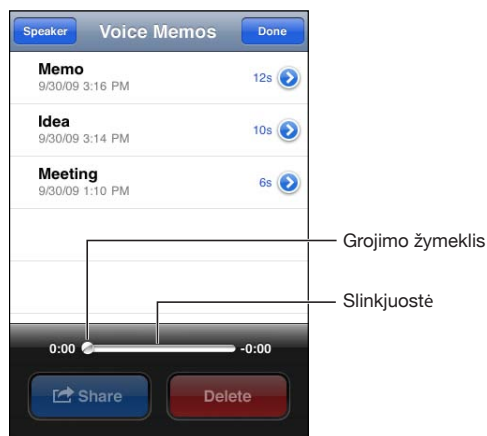 Speaker Voice Memos Done
Memo
9/30/09 3:16 PM
12s
Idea
9/30/09 3:14 PM
10s
Meeting
9/30/09 1:10 PM
6s
Grojimo žymeklis
Slinkjuostė
0:00 -0:00
Share Delete